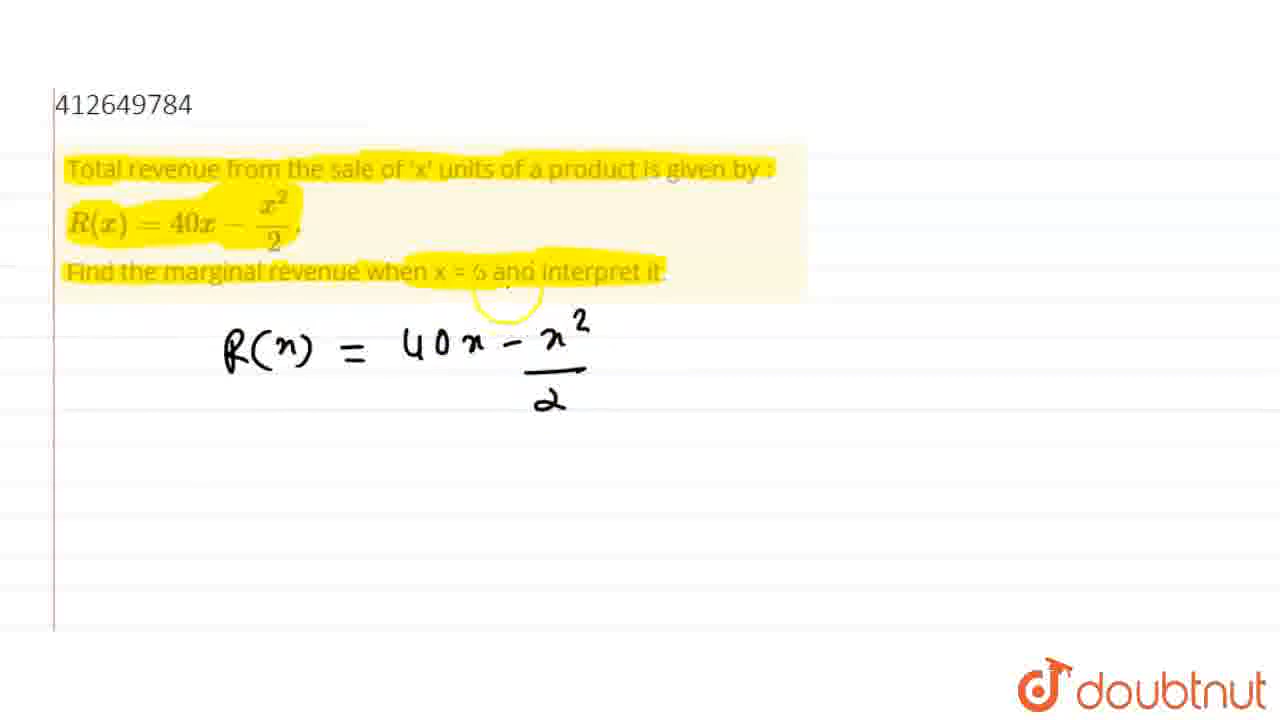 412649784
Total revenue from the sale of 'x' units of a product is given by :
R(x) = 40x − x²/2.
Find the marginal revenue when x = 6 and interpret it.
R(x) = 40x − x²/2
doubtnut